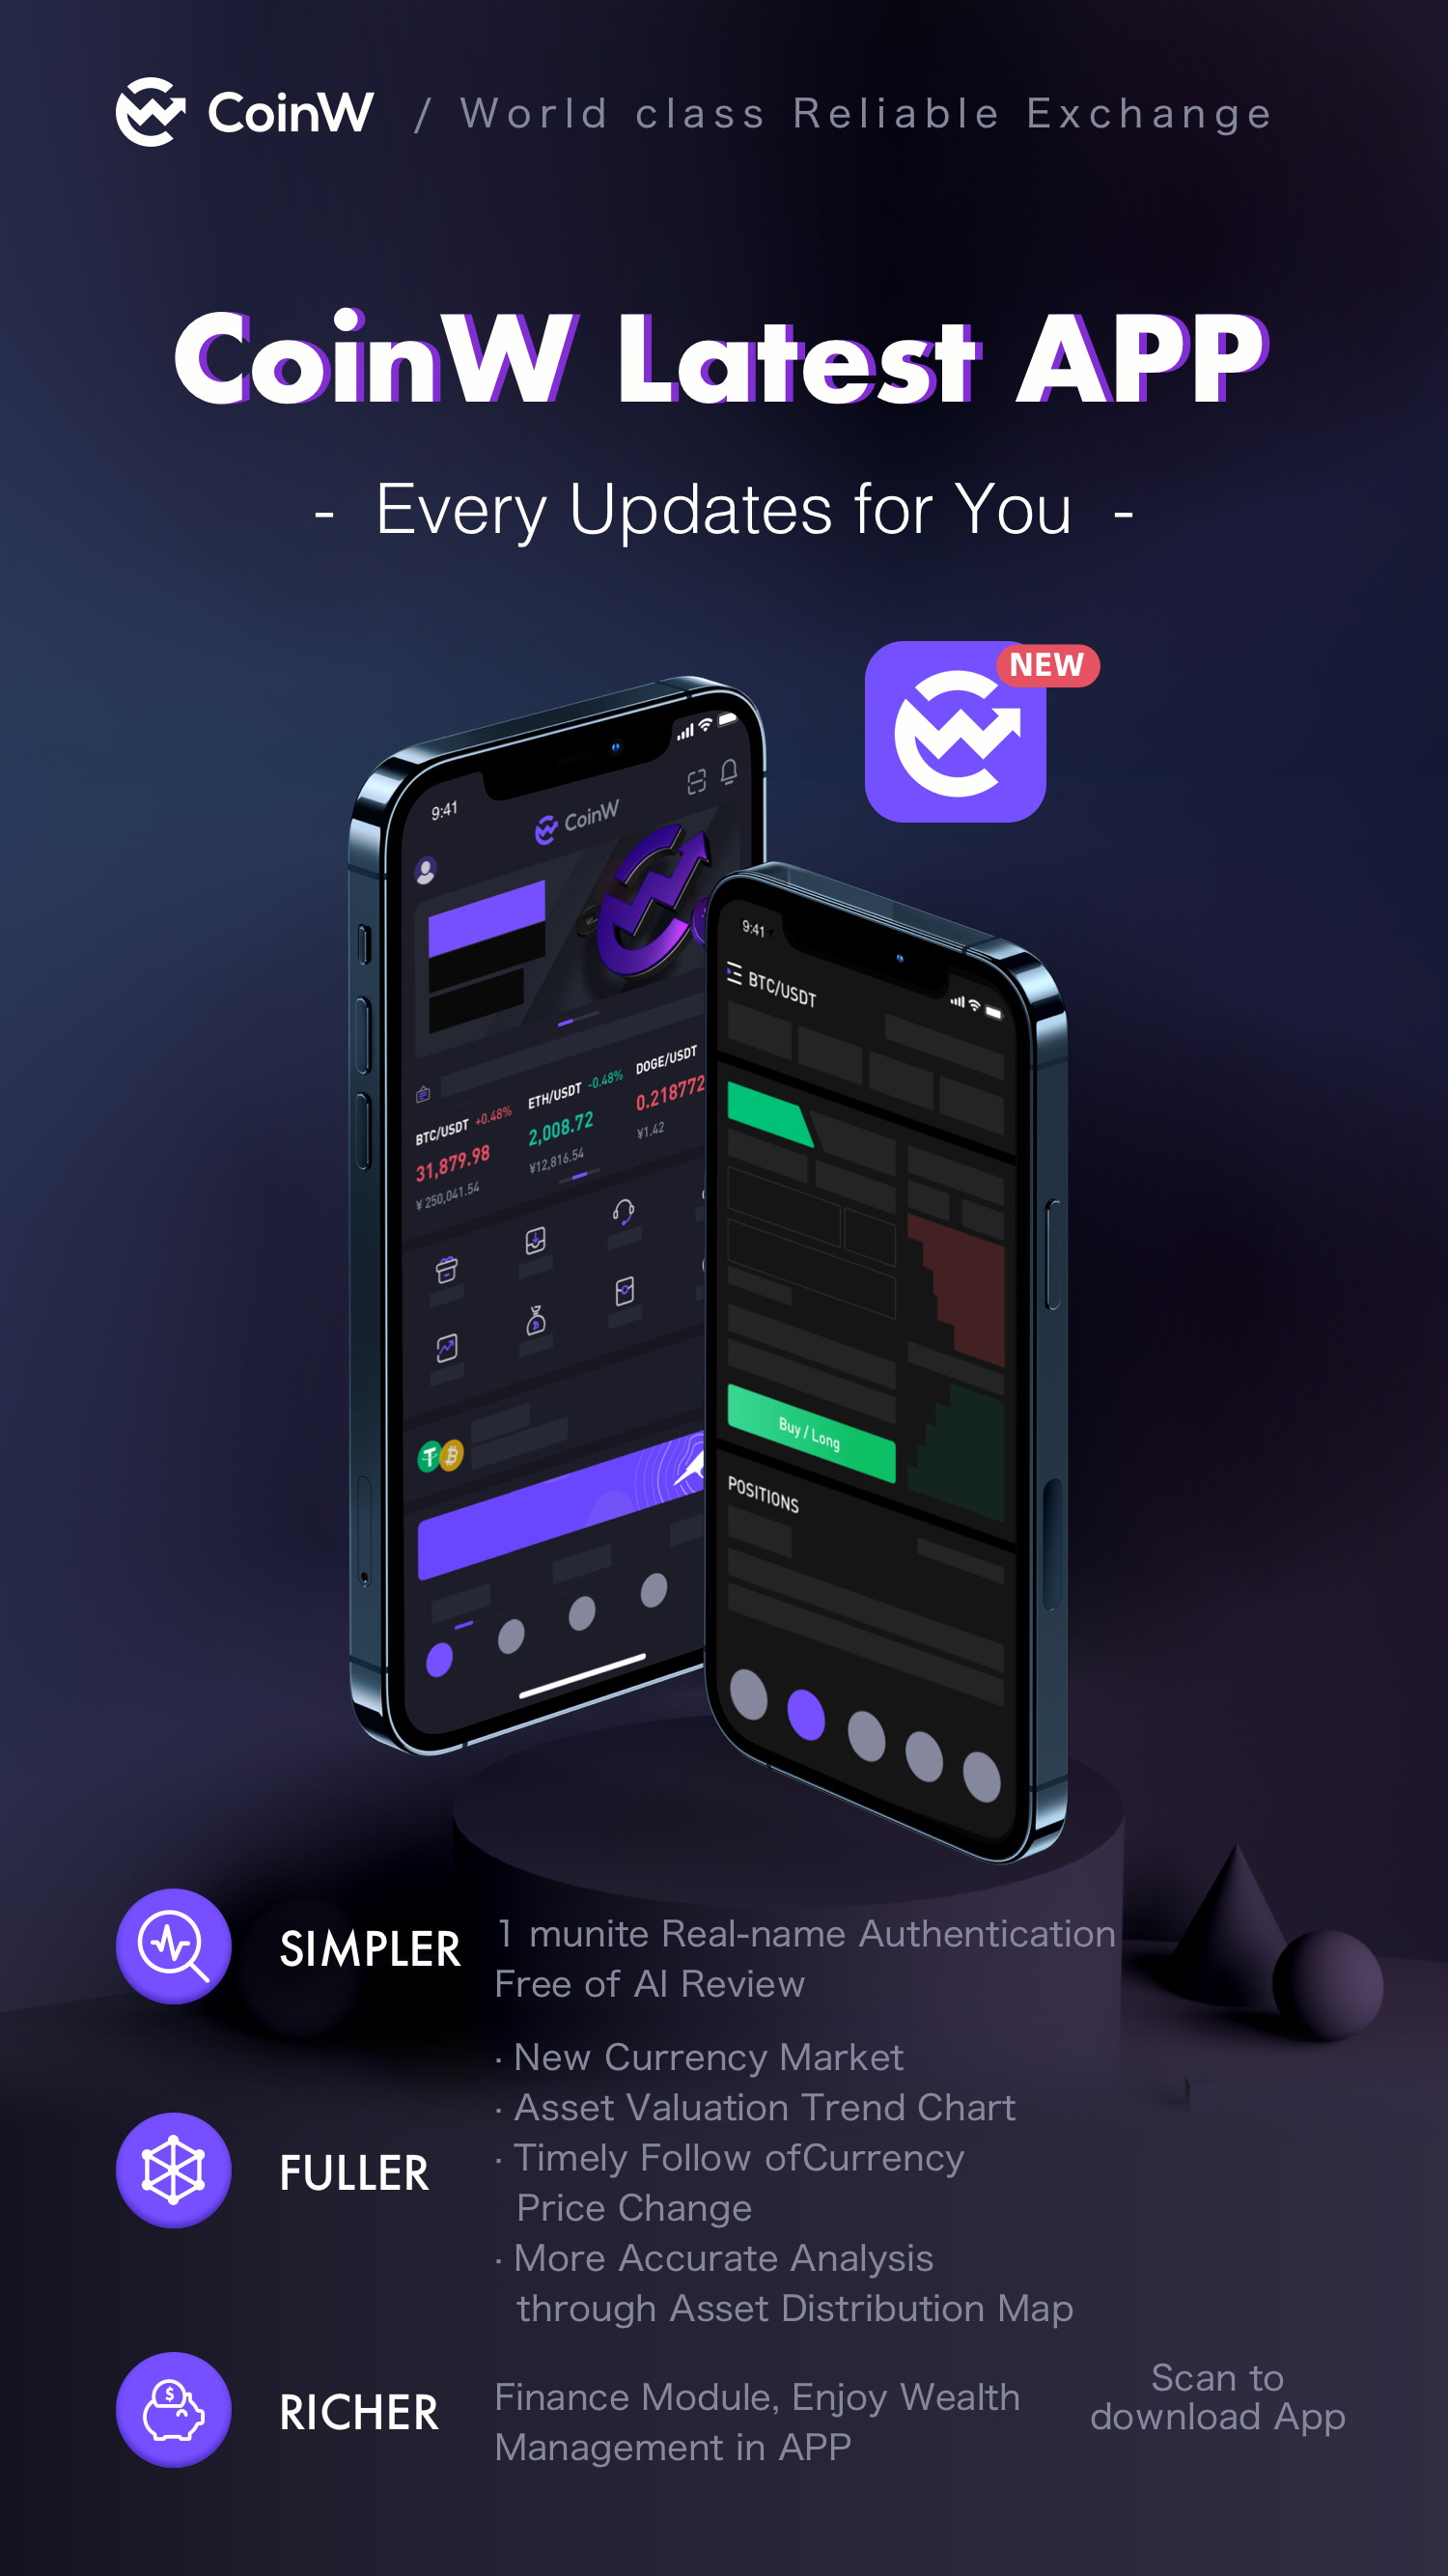 CoinW / World class Reliable Exchange
CoinW Latest APP
- Every Updates for You -
NEW
9:41
CoinW
BTC/USDT +0.48%
31,879.98
¥ 250,041.54
ETH/USDT -0.48%
2,008.72
¥12,816.54
DOGE/USDT
0.218772
¥1.42
9:41
BTC/USDT
Buy / Long
POSITIONS
SIMPLER
1 munite Real-name Authentication
Free of AI Review
FULLER
· New Currency Market
· Asset Valuation Trend Chart
· Timely Follow ofCurrency
Price Change
· More Accurate Analysis
through Asset Distribution Map
RICHER
Finance Module, Enjoy Wealth
Management in APP
Scan to
download App